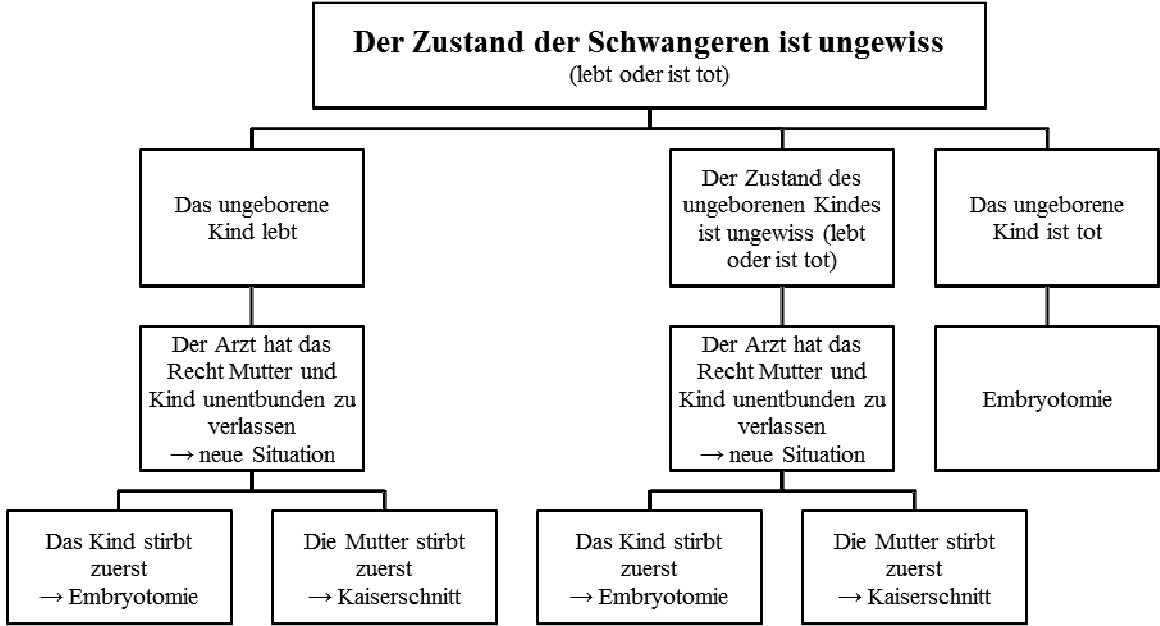 Der Zustand der Schwangeren ist ungewiss
(lebt oder ist tot)
Das ungeborene
Kind lebt
Der Zustand des
ungeborenen Kindes
ist ungewiss (lebt
oder ist tot)
Das ungeborene
Kind ist tot
Der Arzt hat das
Recht Mutter und
Kind unentbunden zu
verlassen
→ neue Situation
Der Arzt hat das
Recht Mutter und
Kind unentbunden zu
verlassen
→ neue Situation
Embryotomie
Das Kind stirbt
zuerst
→ Embryotomie
Die Mutter stirbt
zuerst
→ Kaiserschnitt
Das Kind stirbt
zuerst
→ Embryotomie
Die Mutter stirbt
zuerst
→ Kaiserschnitt